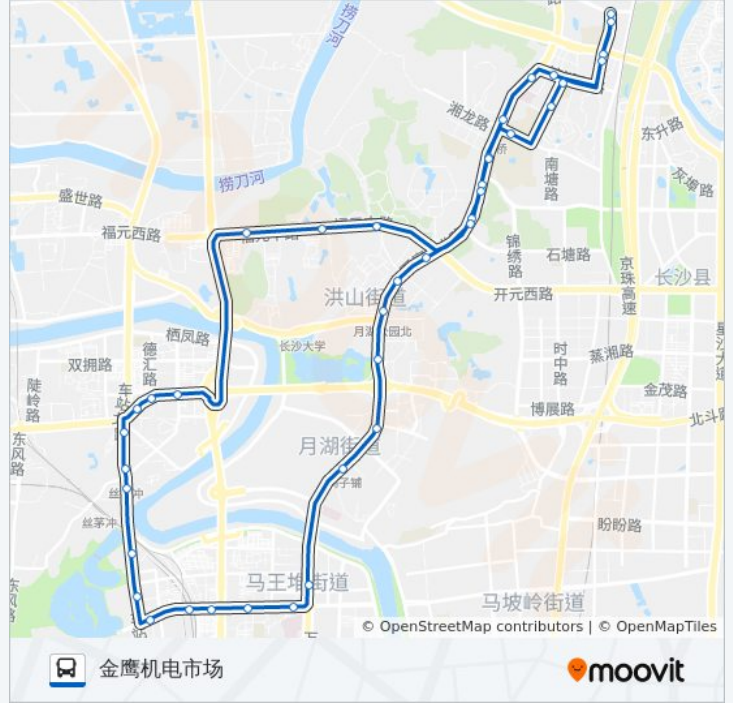 捞刀河
湘龙路
东升路
灰埠路
捞刀河
南塘路
盛世路
福元西路
锦绣路
石塘路
京珠高速
长沙县
开元西路
洪山街道
月湖公园北
栖凤路
长沙大学
双拥路
德汇路
时中路
蒸湘路
陡岭路
金茂路
博展路
北斗路
东风路
月湖街道
丝茅冲
盼盼路
马王堆街道
马坡岭街道
© OpenStreetMap contributors | © OpenMapTiles
金鹰机电市场
moovit